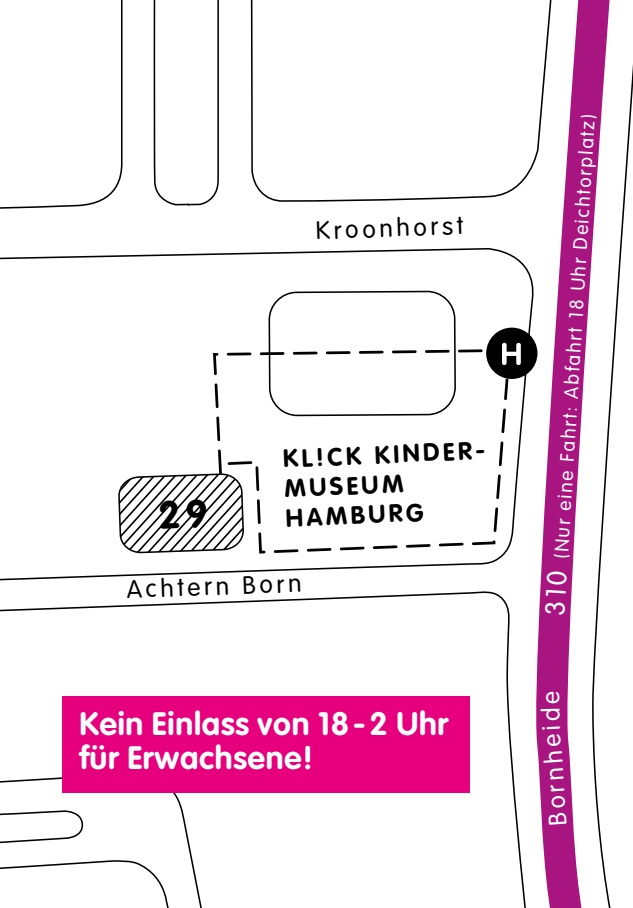 Kroonhorst
H
KL!CK KINDER-
MUSEUM
HAMBURG
29
Achtern Born
Bornheide 310 (Nur eine Fahrt: Abfahrt 18 Uhr Deichtorplatz)
Kein Einlass von 18-2 Uhr
für Erwachsene!